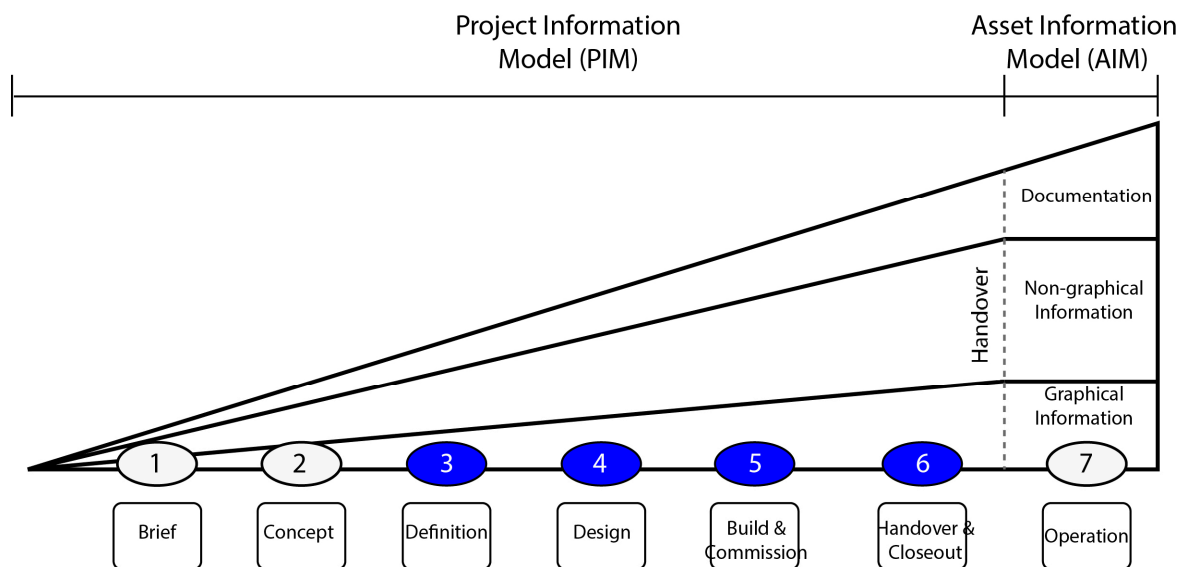 Project Information
Model (PIM)
Asset Information
Model (AIM)
Documentation
Non-graphical
Information
Handover
Graphical
Information
1
2
3
4
5
6
7
Brief
Concept
Definition
Design
Build &
Commission
Handover &
Closeout
Operation